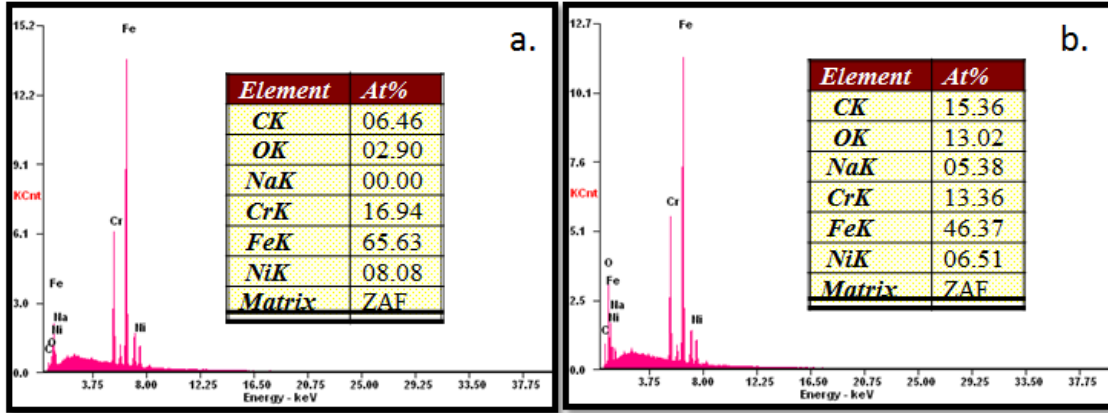 a.
15.2
12.2
9.1
KCnt
6.1
3.0
0.0
Fe
Cr
Fe
Na
Ni
O
C
Ni
Element At%
CK 06.46
OK 02.90
NaK 00.00
CrK 16.94
FeK 65.63
NiK 08.08
Matrix ZAF
3.75 8.00 12.25 16.50 20.75 25.00 29.25 33.50 37.75
Energy - keV
b.
12.7
10.1
7.6
KCnt
5.1
2.5
0.0
Fe
Cr
O
Fe
Na
Ni
C
Ni
Element At%
CK 15.36
OK 13.02
NaK 05.38
CrK 13.36
FeK 46.37
NiK 06.51
Matrix ZAF
3.75 8.00 12.25 16.50 20.75 25.00 29.25 33.50 37.75
Energy - keV